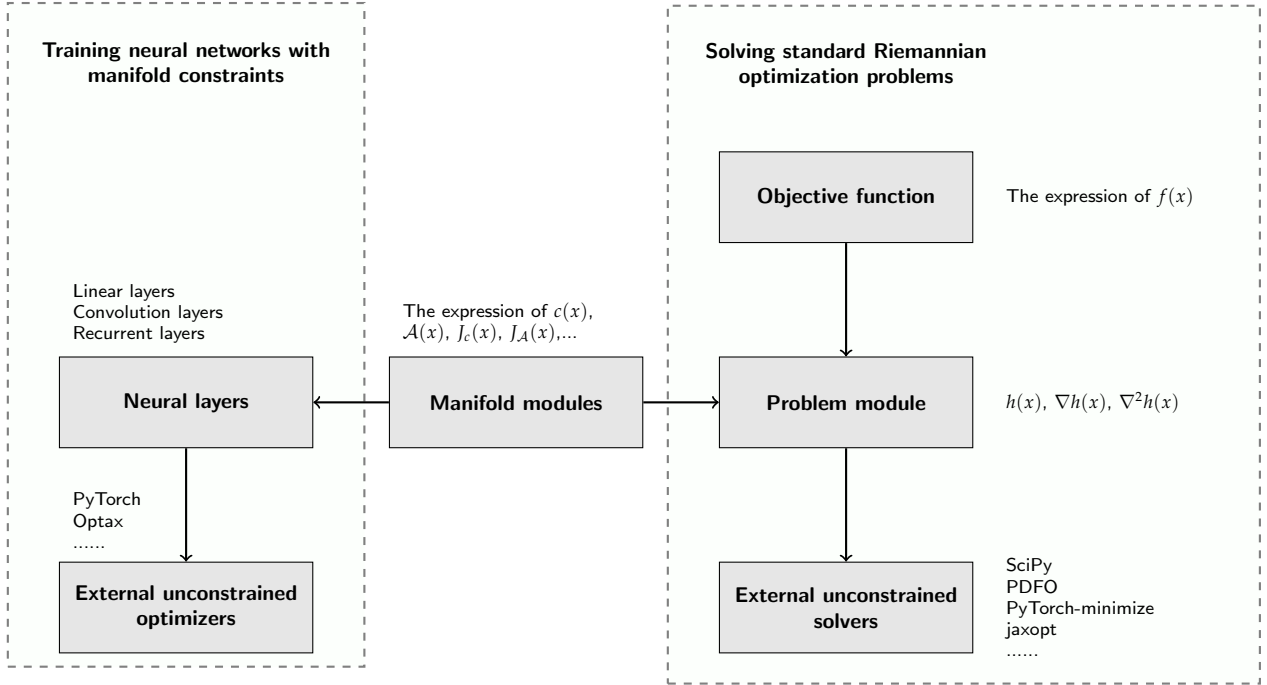 Training neural networks with
manifold constraints
Linear layers
Convolution layers
Recurrent layers
Neural layers
PyTorch
Optax
......
External unconstrained
optimizers
The expression of c(x),
𝒜(x), J_c(x), J_𝒜(x),...
Manifold modules
Solving standard Riemannian
optimization problems
Objective function
The expression of f(x)
Problem module
h(x), ∇h(x), ∇²h(x)
External unconstrained
solvers
SciPy
PDFO
PyTorch-minimize
jaxopt
......